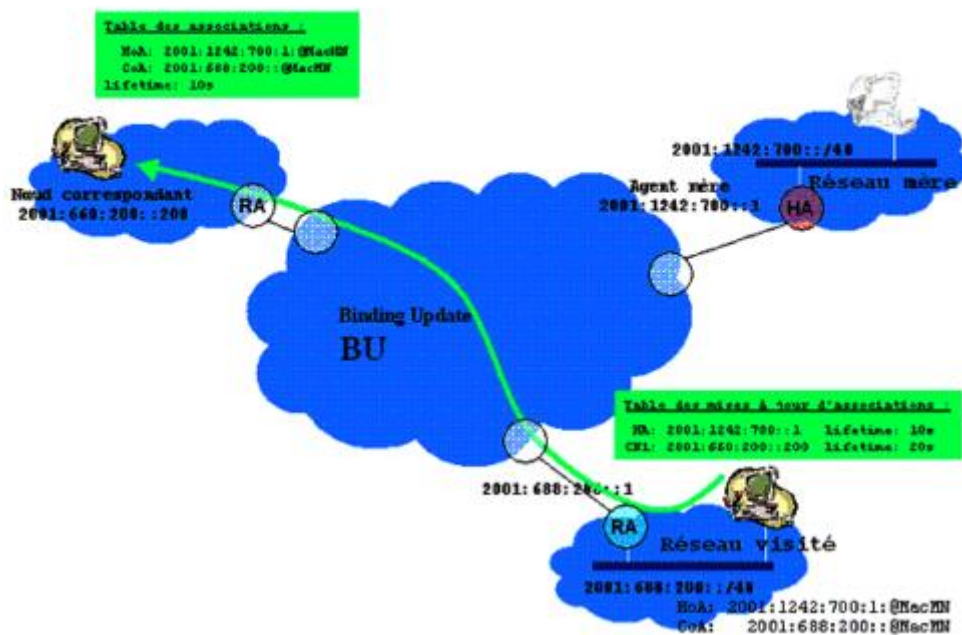 Table des associations :
HoA: 2001:1242:700:1:@MacMN
CoA: 2001:688:200::@MacMN
lifetime: 10s
2001:1242:700::/48
Réseau mère
Agent mère
2001:1242:700::1
HA
Nœud correspondant
2001:660:200::200
RA
Binding Update
BU
Table des mises à jour d'associations :
HA: 2001:1242:700::1 lifetime: 10s
CN1: 2001:660:200::200 lifetime: 20s
2001:688:200::1
RA
Réseau visité
2001:688:200::/48
HoA: 2001:1242:700:1:@MacMN
CoA: 2001:688:200::@MacMN